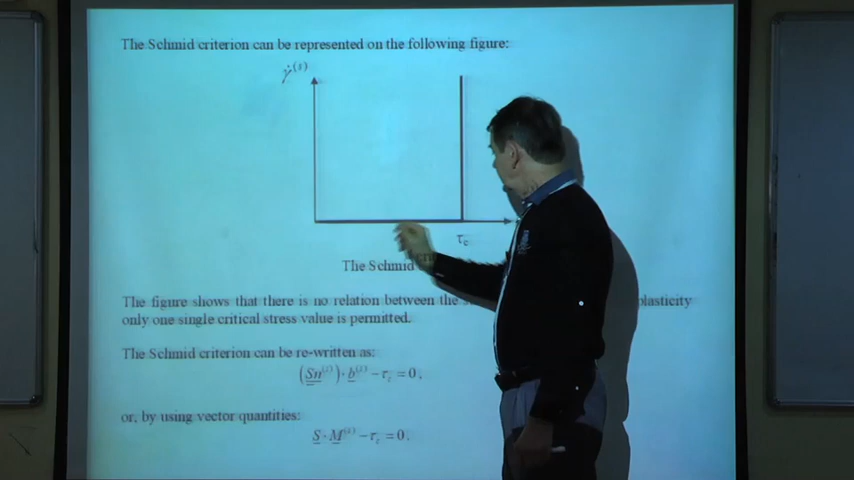 The Schmid criterion can be represented on the following figure:
γ̇⁽ˢ⁾
τc
The Schmid
The figure shows that there is no relation between the plasticity
only one single critical stress value is permitted.
The Schmid criterion can be re-written as:
(S n⁽ˢ⁾) · b⁽ˢ⁾ − τc = 0,
or, by using vector quantities:
S · M⁽ˢ⁾ − τc = 0.